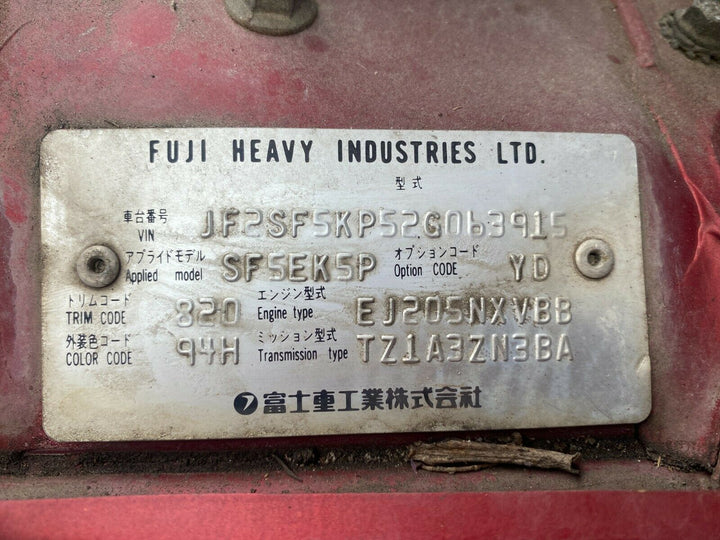 FUJI HEAVY INDUSTRIES LTD.
型式
車台番号 VIN JF2SF5KP52G063915
アプライドモデル Applied model SF5EK5P オプションコード Option CODE YD
トリムコード TRIM CODE 820 エンジン型式 Engine type EJ205NXVBB
外装色コード COLOR CODE 94H ミッション型式 Transmission type TZ1A3ZN3BA
富士重工業株式会社